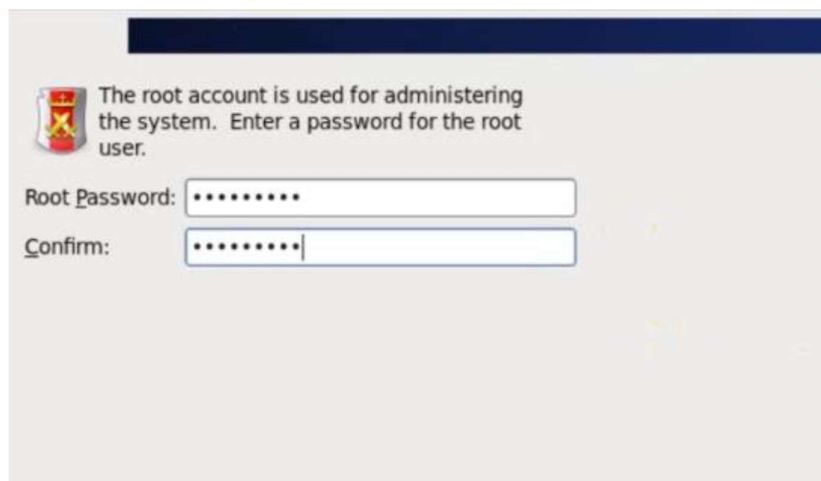 The root account is used for administering
the system.  Enter a password for the root
user.
Root Password: •••••••••
Confirm: •••••••••